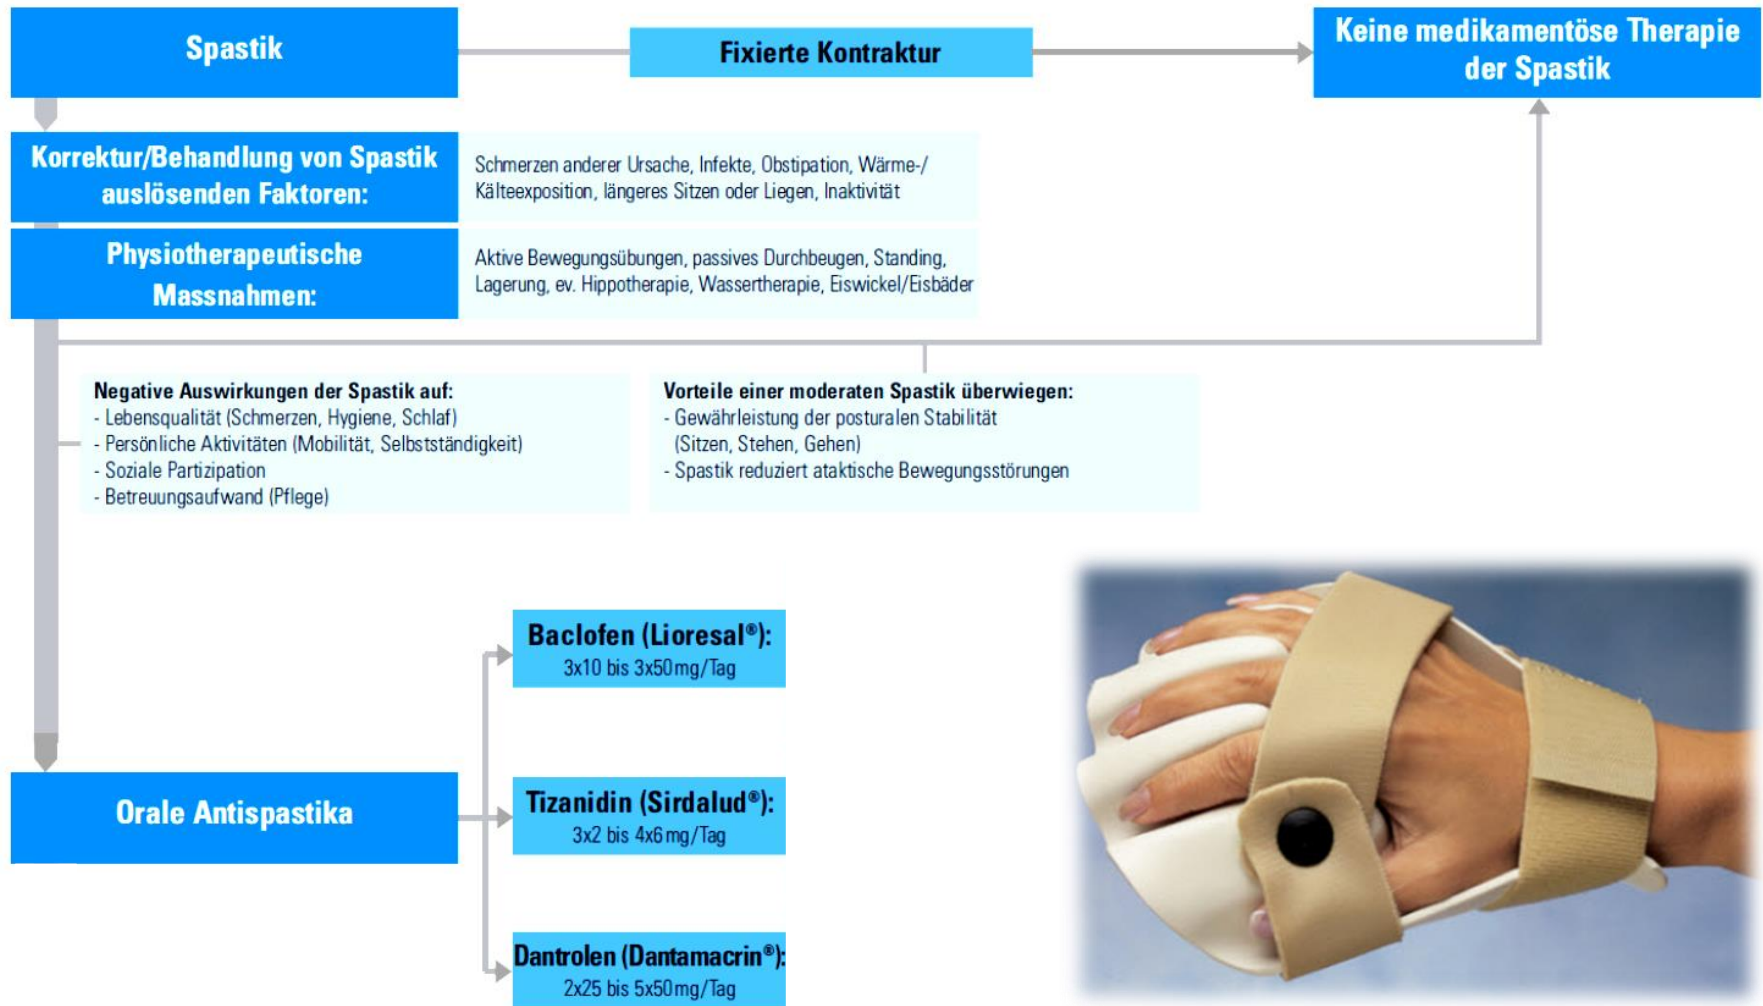 Spastik
Fixierte Kontraktur
Keine medikamentöse Therapie
der Spastik
Korrektur/Behandlung von Spastik
auslösenden Faktoren:
Schmerzen anderer Ursache, Infekte, Obstipation, Wärme-/
Kälteexposition, längeres Sitzen oder Liegen, Inaktivität
Physiotherapeutische
Massnahmen:
Aktive Bewegungsübungen, passives Durchbeugen, Standing,
Lagerung, ev. Hippotherapie, Wassertherapie, Eiswickel/Eisbäder
Negative Auswirkungen der Spastik auf:
- Lebensqualität (Schmerzen, Hygiene, Schlaf)
- Persönliche Aktivitäten (Mobilität, Selbstständigkeit)
- Soziale Partizipation
- Betreuungsaufwand (Pflege)
Vorteile einer moderaten Spastik überwiegen:
- Gewährleistung der posturalen Stabilität
(Sitzen, Stehen, Gehen)
- Spastik reduziert ataktische Bewegungsstörungen
Baclofen (Lioresal®):
3x10 bis 3x50mg/Tag
Orale Antispastika
Tizanidin (Sirdalud®):
3x2 bis 4x6mg/Tag
Dantrolen (Dantamacrin®):
2x25 bis 5x50mg/Tag